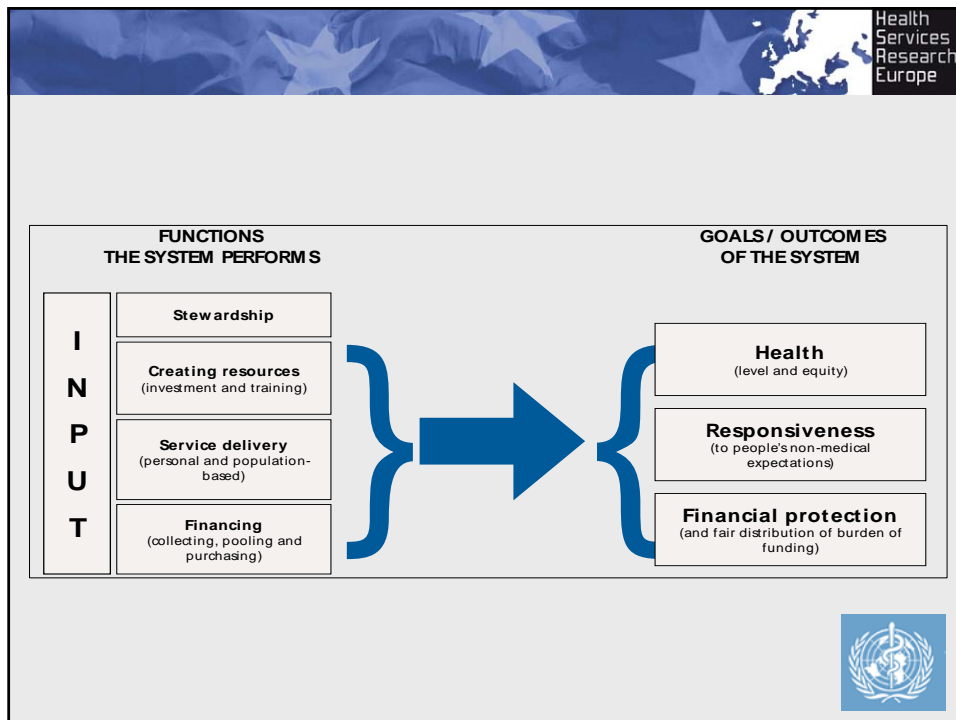 Health
Services
Research
Europe
FUNCTIONS
THE SYSTEM PERFORMS
GOALS / OUTCOMES
OF THE SYSTEM
I
N
P
U
T
Stewardship
Creating resources
(investment and training)
Service delivery
(personal and population-
based)
Financing
(collecting, pooling and
purchasing)
Health
(level and equity)
Responsiveness
(to people's non-medical
expectations)
Financial protection
(and fair distribution of burden of
funding)